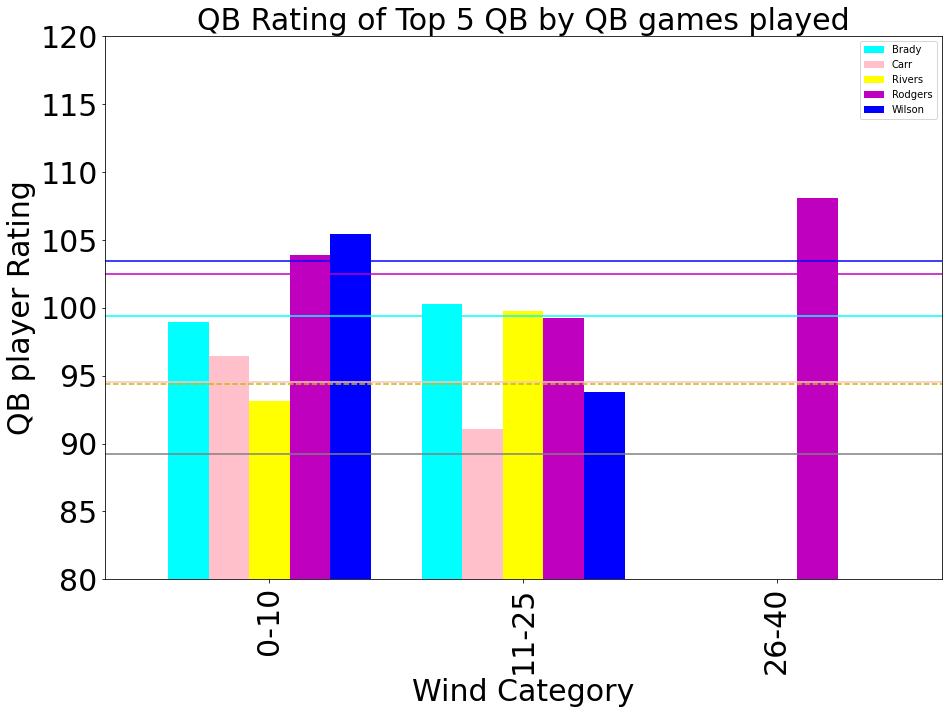 QB Rating of Top 5 QB by QB games played
120
115
110
105
100
95
90
85
80
QB player Rating
Brady
Carr
Rivers
Rodgers
Wilson
0-10
11-25
26-40
Wind Category